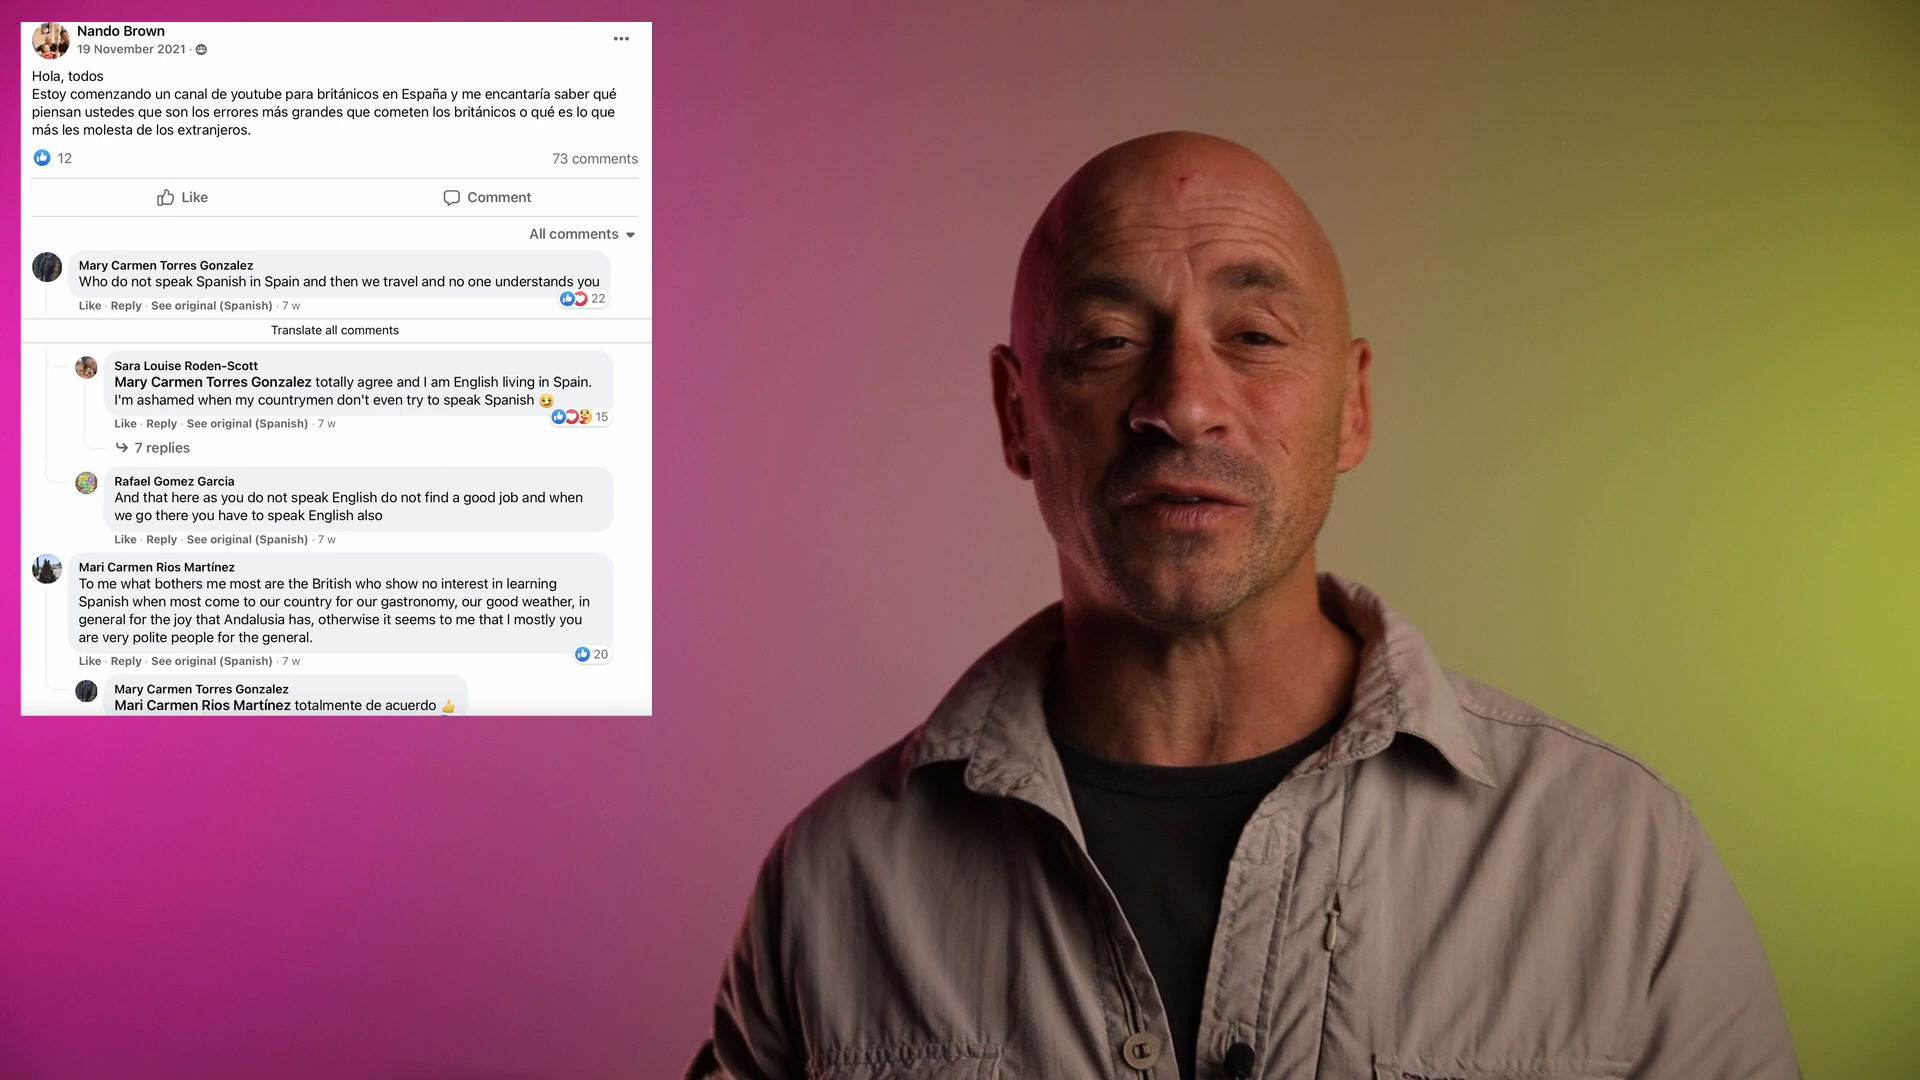 Nando Brown
19 November 2021 ·
Hola, todos
Estoy comenzando un canal de youtube para británicos en España y me encantaría saber qué
piensan ustedes que son los errores más grandes que cometen los británicos o qué es lo que
más les molesta de los extranjeros.
12
73 comments
Like
Comment
All comments
Mary Carmen Torres Gonzalez
Who do not speak Spanish in Spain and then we travel and no one understands you
22
Like · Reply · See original (Spanish) · 7 w
Translate all comments
Sara Louise Roden-Scott
Mary Carmen Torres Gonzalez totally agree and I am English living in Spain.
I'm ashamed when my countrymen don't even try to speak Spanish 🤧
15
Like · Reply · See original (Spanish) · 7 w
7 replies
Rafael Gomez Garcia
And that here as you do not speak English do not find a good job and when
we go there you have to speak English also
Like · Reply · See original (Spanish) · 7 w
Mari Carmen Rios Martínez
To me what bothers me most are the British who show no interest in learning
Spanish when most come to our country for our gastronomy, our good weather, in
general for the joy that Andalusia has, otherwise it seems to me that I mostly you
are very polite people for the general.
20
Like · Reply · See original (Spanish) · 7 w
Mary Carmen Torres Gonzalez
Mari Carmen Rios Martínez totalmente de acuerdo 👍